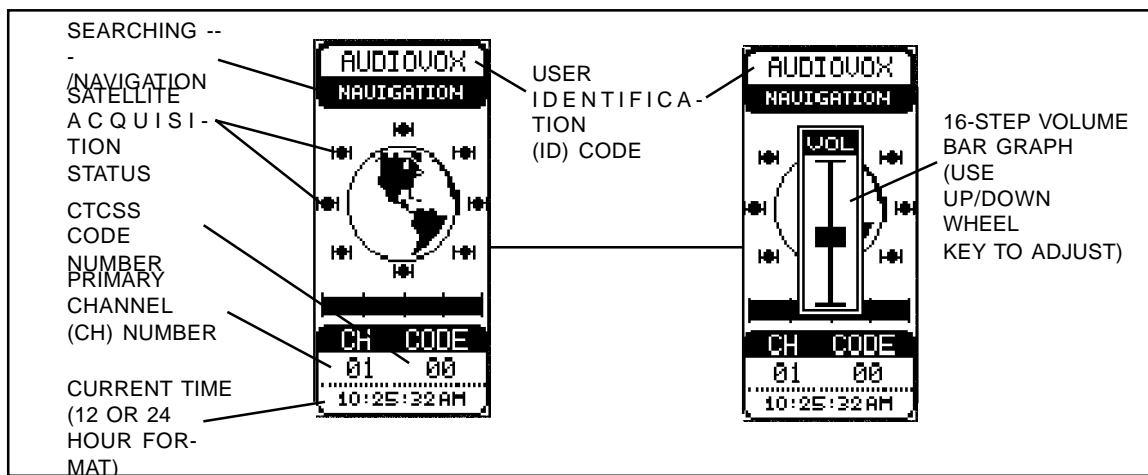 SEARCHING --
-
/NAVIGATION
SATELLITE
ACQUISI-
TION
STATUS
CTCSS
CODE
NUMBER
PRIMARY
CHANNEL
(CH) NUMBER
CURRENT TIME
(12 OR 24
HOUR FOR-
MAT)
AUDIOVOX
NAVIGATION
CH CODE
01 00
10:25:32AM
USER
IDENTIFICA-
TION
(ID) CODE
AUDIOVOX
NAVIGATION
VOL
CH CODE
01 00
10:25:32AM
16-STEP VOLUME
BAR GRAPH
(USE
UP/DOWN
WHEEL
KEY TO ADJUST)